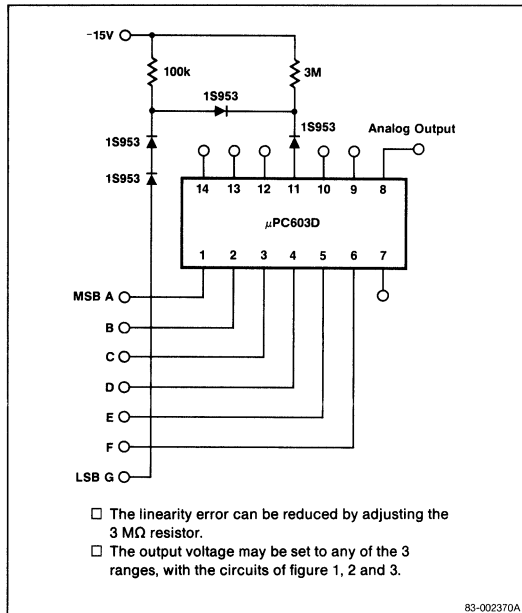 -15V
100k
3M
1S953
1S953
1S953
Analog Output
1S953
14 13 12 11 10 9 8
μPC603D
1 2 3 4 5 6 7
MSB A
B
C
D
E
F
LSB G
□ The linearity error can be reduced by adjusting the
3 MΩ resistor.
□ The output voltage may be set to any of the 3
ranges, with the circuits of figure 1, 2 and 3.
83-002370A